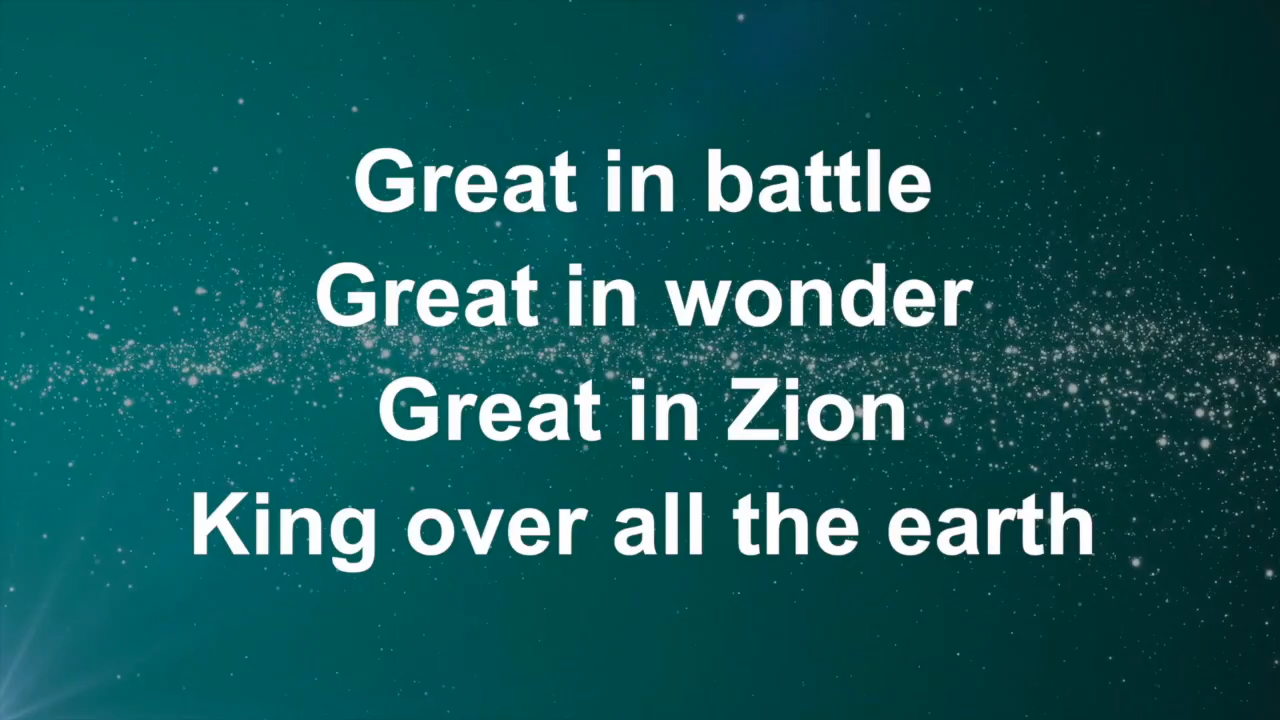 Great in battle
Great in wonder
Great in Zion
King over all the earth